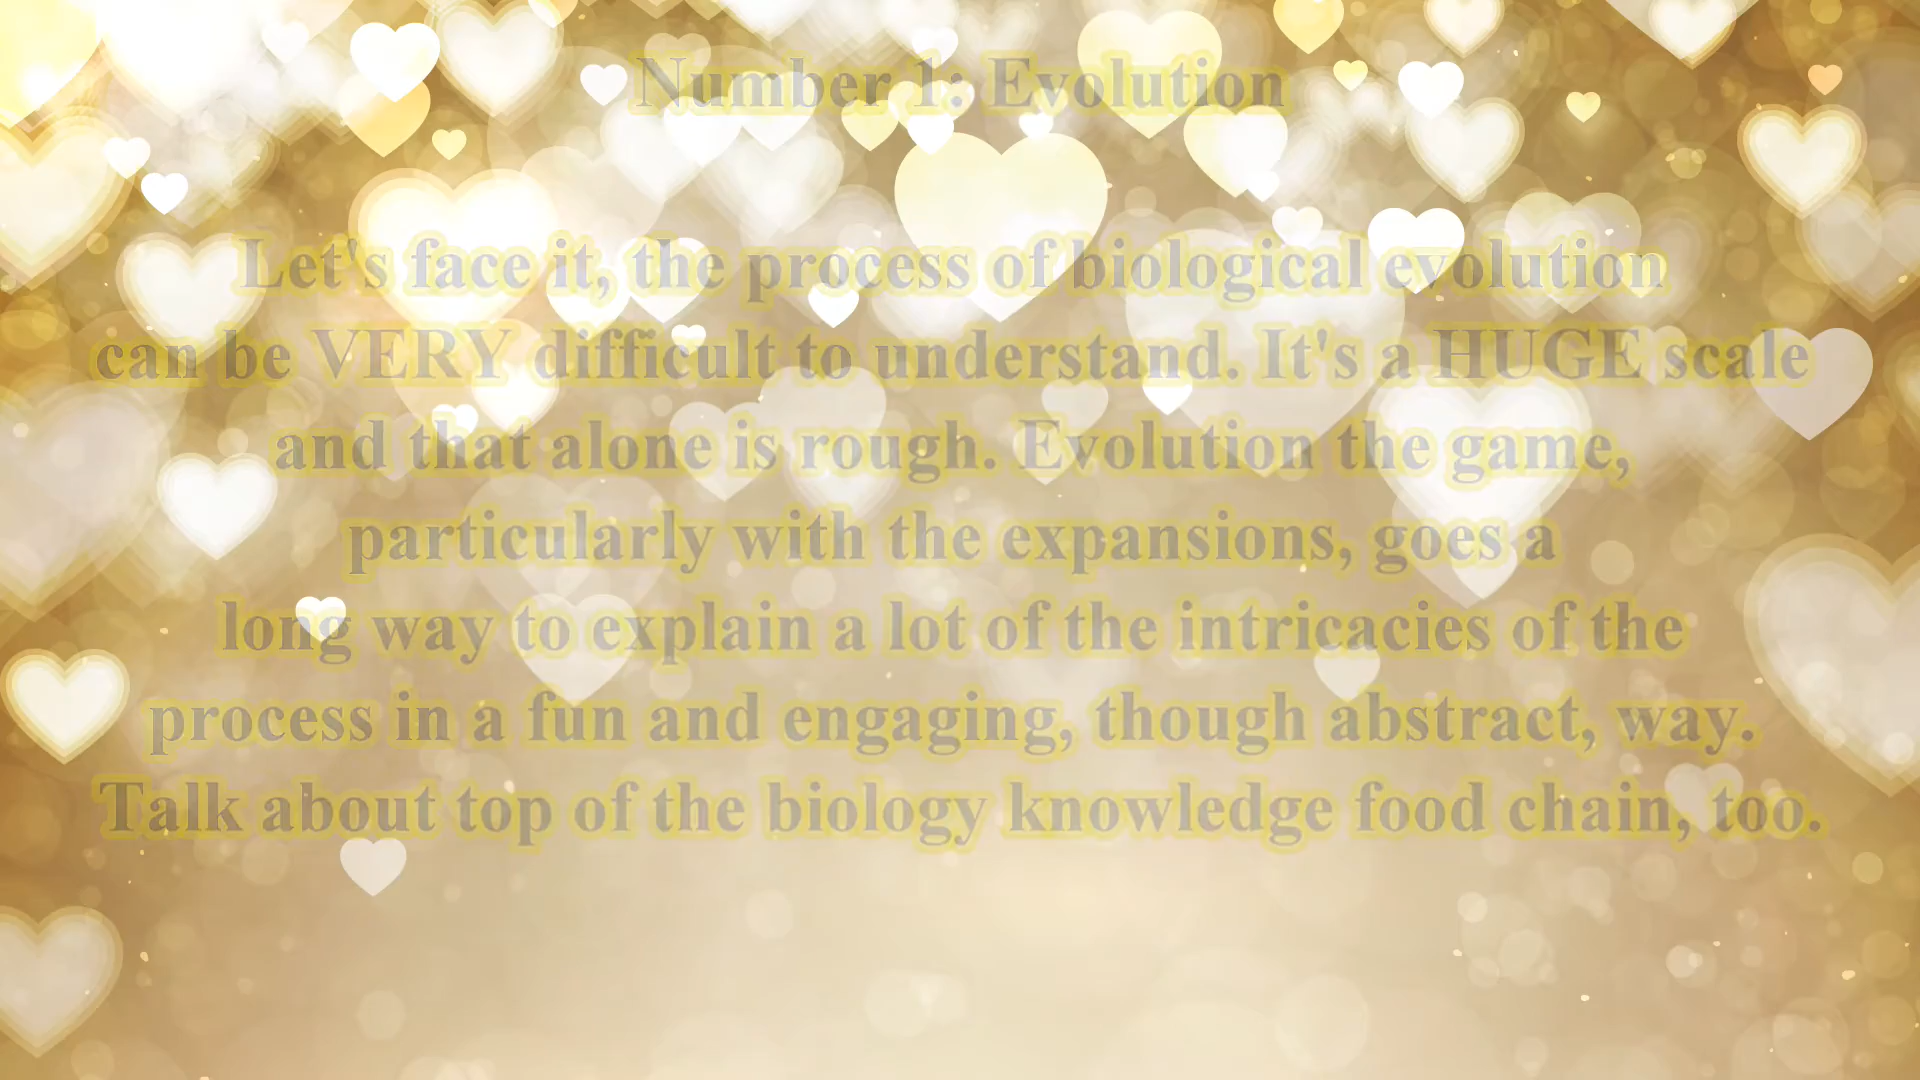 Number 1: Evolution
Let's face it, the process of biological evolution
can be VERY difficult to understand. It's a HUGE scale
and that alone is rough. Evolution the game,
particularly with the expansions, goes a
long way to explain a lot of the intricacies of the
process in a fun and engaging, though abstract, way.
Talk about top of the biology knowledge food chain, too.